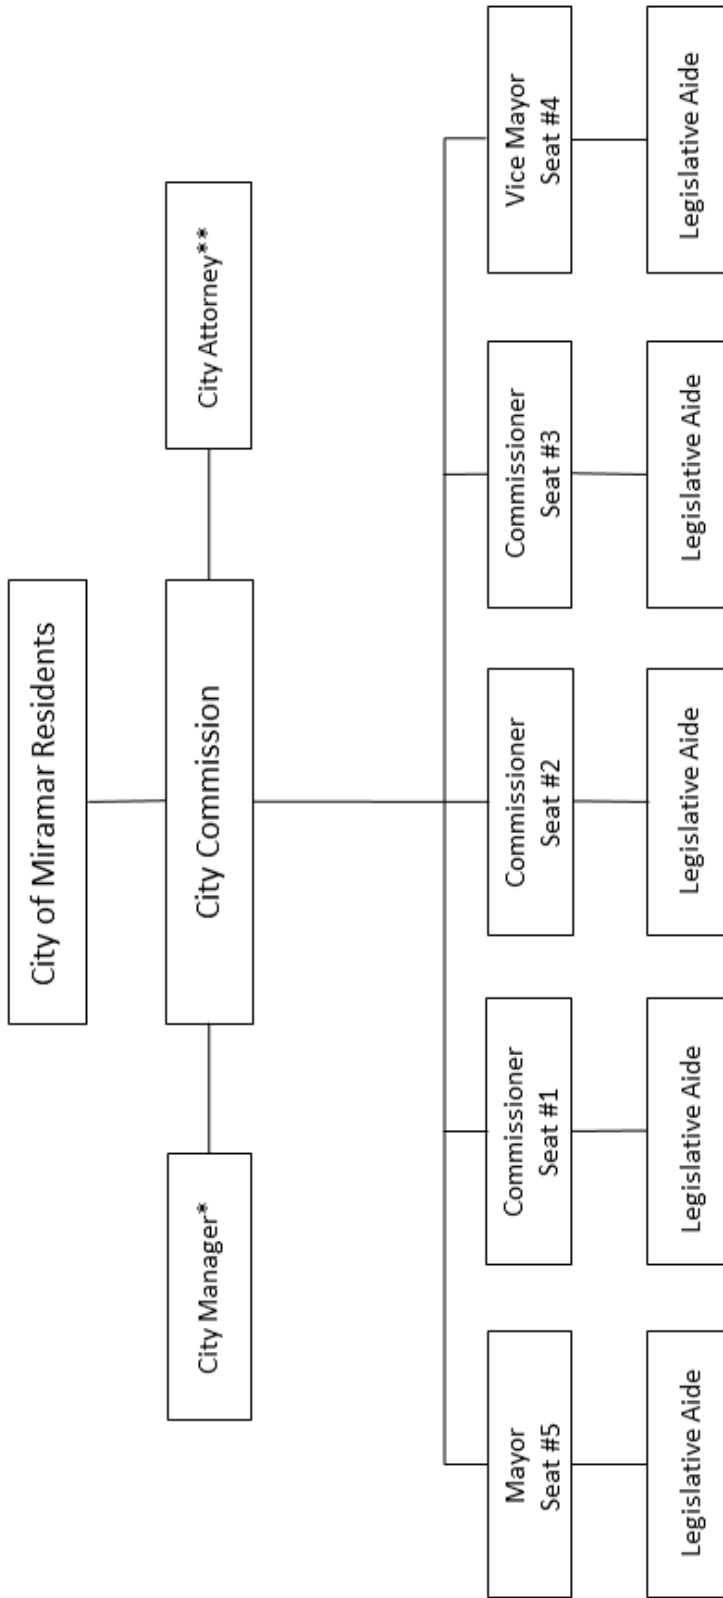 City of Miramar Residents
City Manager*
City Commission
City Attorney**
Mayor
Seat #5
Commissioner
Seat #1
Commissioner
Seat #2
Commissioner
Seat #3
Vice Mayor
Seat #4
Legislative Aide
Legislative Aide
Legislative Aide
Legislative Aide
Legislative Aide